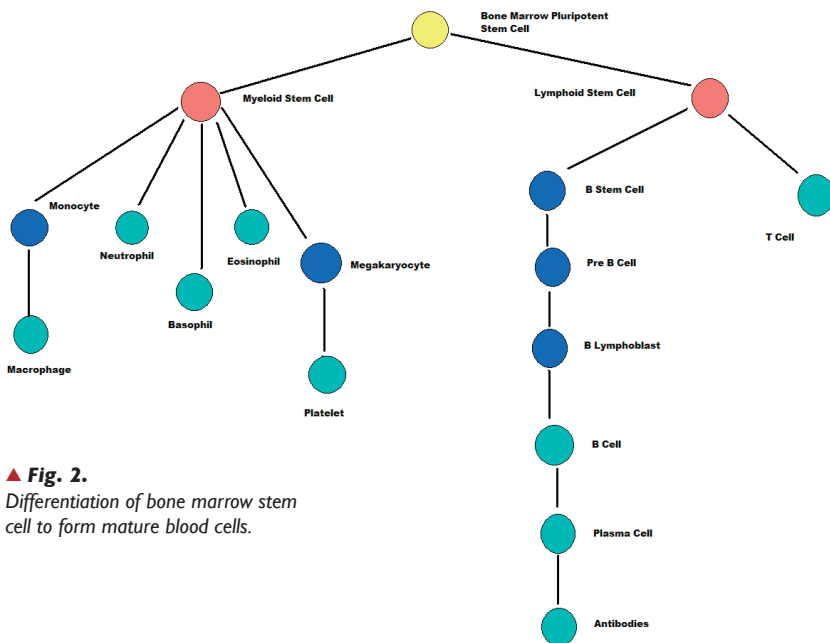 Bone Marrow Pluripotent
Stem Cell
Myeloid Stem Cell
Lymphoid Stem Cell
Monocyte
Neutrophil
Eosinophil
Basophil
Megakaryocyte
Macrophage
Platelet
B Stem Cell
T Cell
Pre B Cell
B Lymphoblast
B Cell
Plasma Cell
Antibodies
▲ Fig. 2.
Differentiation of bone marrow stem
cell to form mature blood cells.